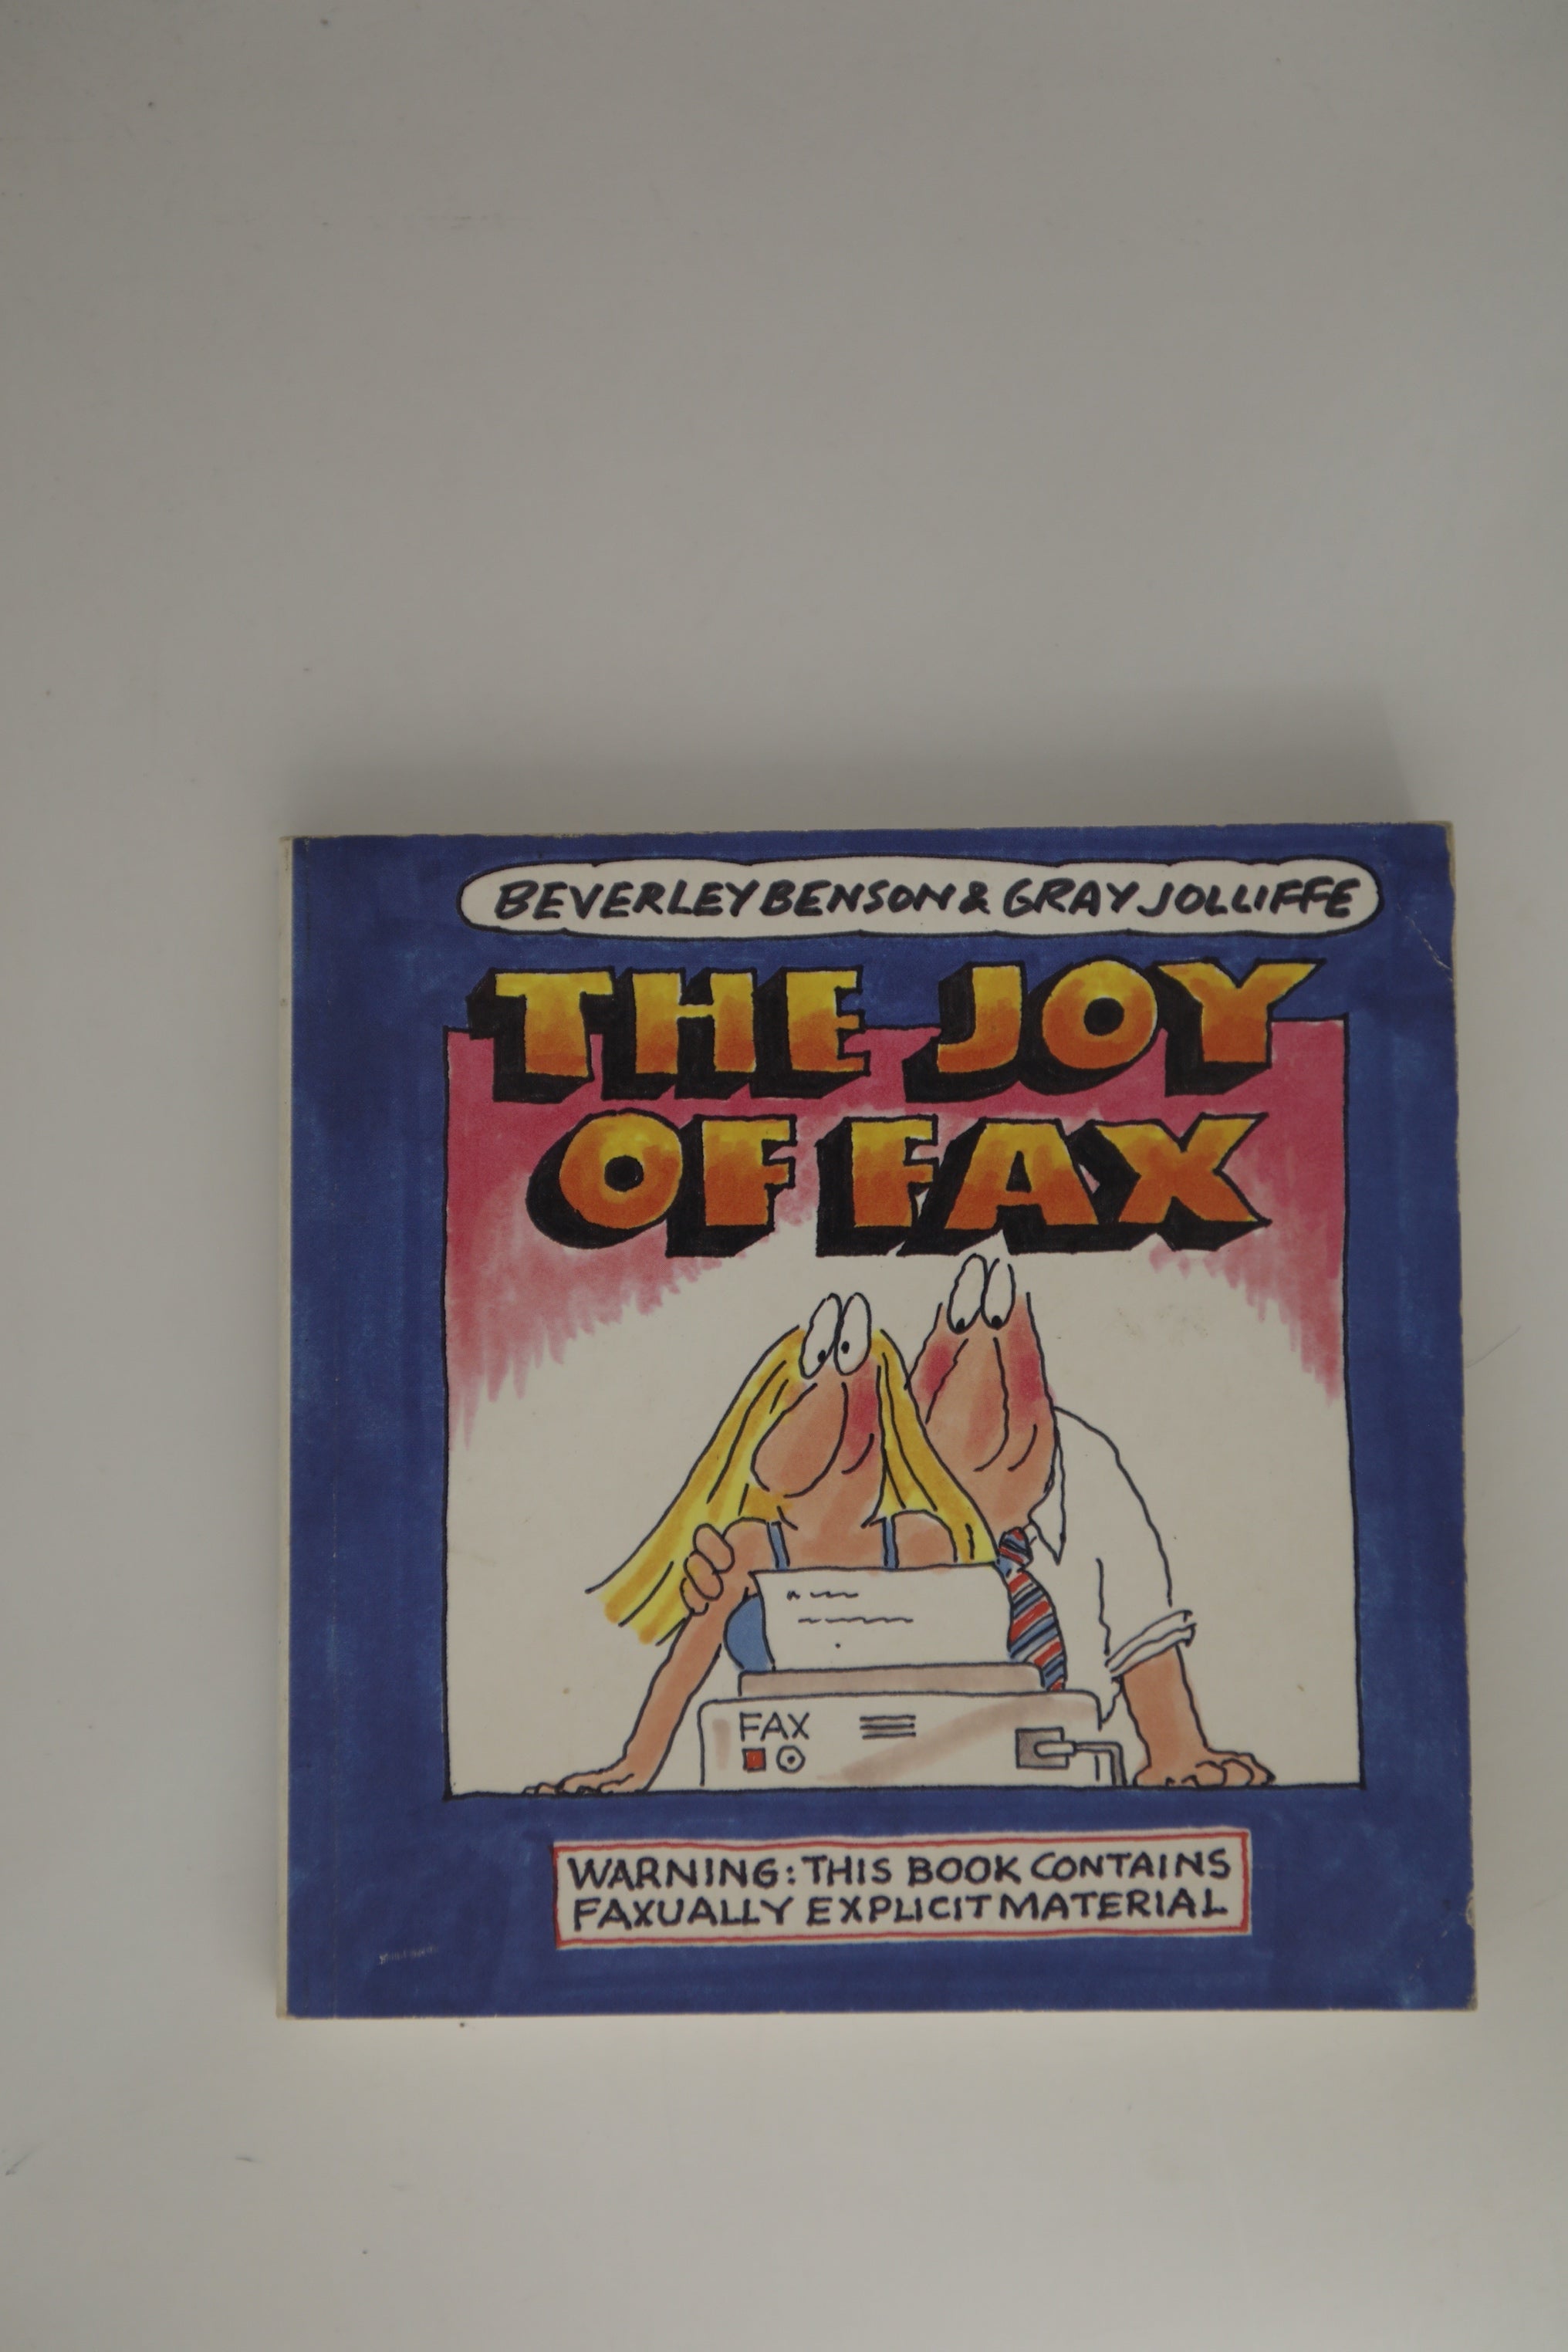 BEVERLEY BENSON & GRAY JOLLIFFE
THE JOY
OF FAX
FAX
WARNING: THIS BOOK CONTAINS
FAXUALLY EXPLICIT MATERIAL